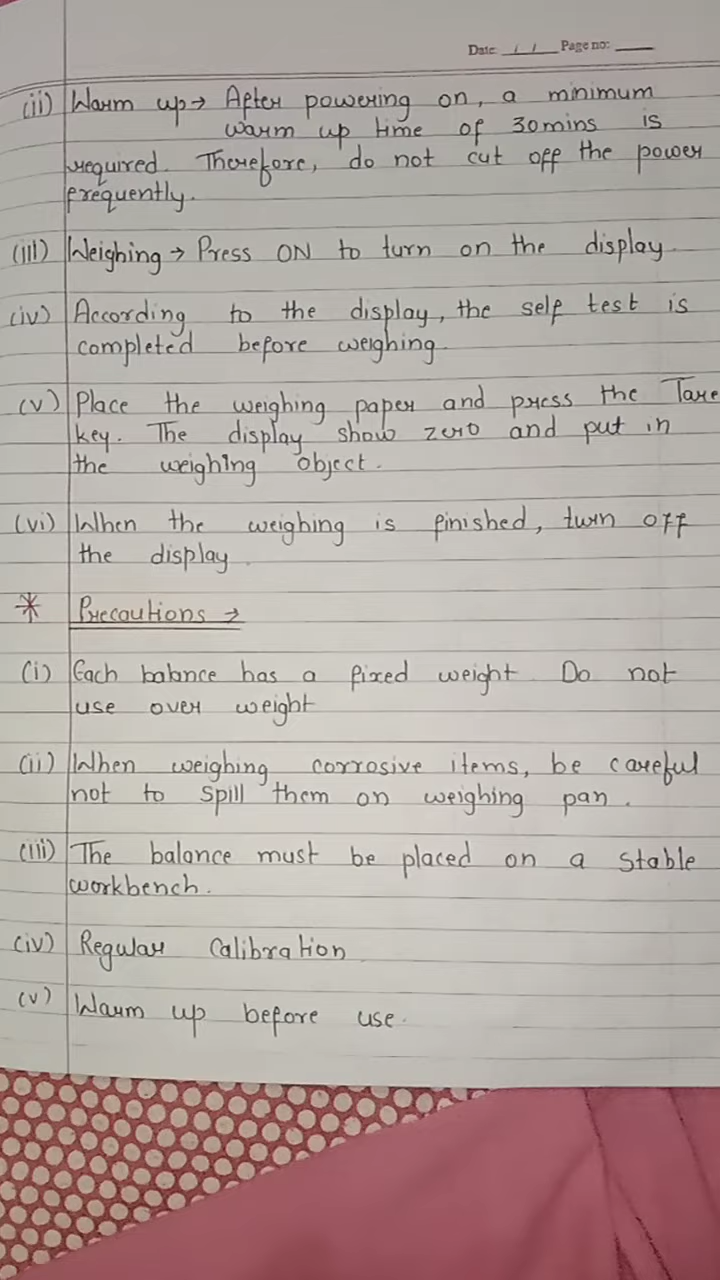 Date / / Page no:
(ii) Warm up → After powering on, a minimum
warm up time of 30mins is
required. Therefore, do not cut off the power
frequently.
(iii) Weighing → Press ON to turn on the display
(iv) According to the display, the self test is
completed before weighing.
(v) Place the weighing paper and press the Tare
key. The display show zero and put in
the weighing object.
(vi) When the weighing is finished, turn off
the display.
* Precautions →
(i) Each balance has a fixed weight. Do not
use over weight
(ii) When weighing corrosive items, be careful
not to spill them on weighing pan.
(iii) The balance must be placed on a stable
workbench.
(iv) Regular Calibration
(v) Warm up before use.